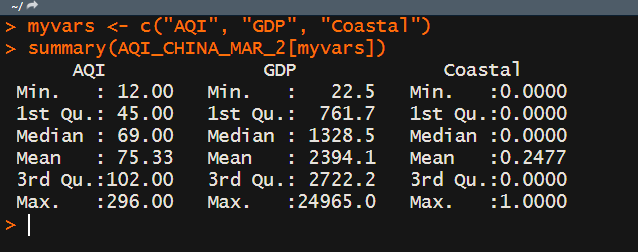 ~/
> myvars <- c("AQI", "GDP", "Coastal")
> summary(AQI_CHINA_MAR_2[myvars])
      AQI              GDP             Coastal
 Min.   : 12.00   Min.   :   22.5   Min.   :0.0000
 1st Qu.: 45.00   1st Qu.:  761.7   1st Qu.:0.0000
 Median : 69.00   Median : 1328.5   Median :0.0000
 Mean   : 75.33   Mean   : 2394.1   Mean   :0.2477
 3rd Qu.:102.00   3rd Qu.: 2722.2   3rd Qu.:0.0000
 Max.   :296.00   Max.   :24965.0   Max.   :1.0000
>